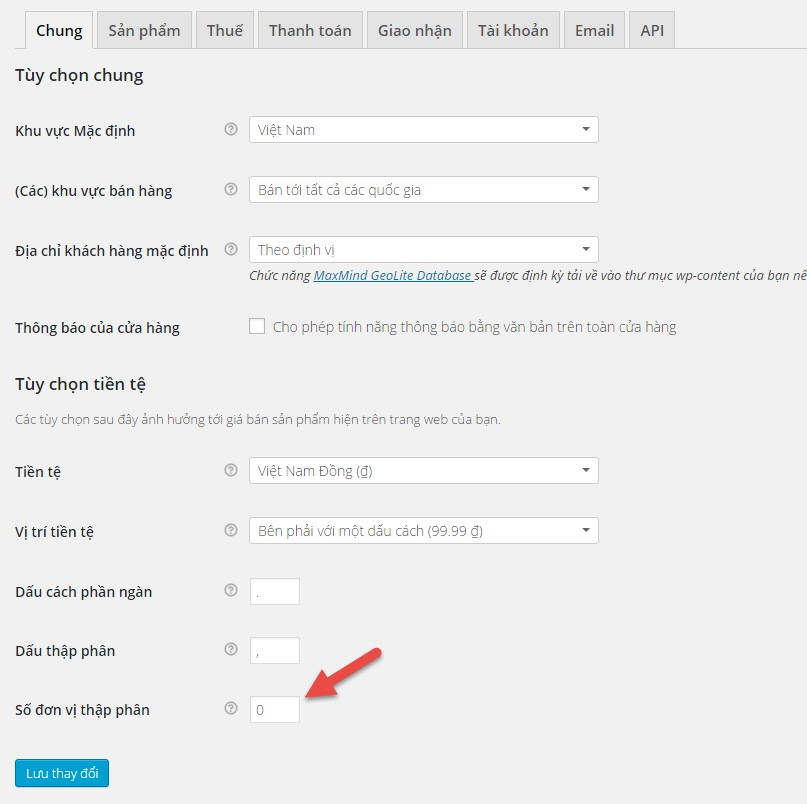 Chung Sản phẩm Thuế Thanh toán Giao nhận Tài khoản Email API
Tùy chọn chung
Khu vực Mặc định Việt Nam
(Các) khu vực bán hàng Bán tới tất cả các quốc gia
Địa chỉ khách hàng mặc định Theo định vị
Chức năng MaxMind GeoLite Database sẽ được định kỳ tải về vào thư mục wp-content của bạn nế
Thông báo của cửa hàng Cho phép tính năng thông báo bằng văn bản trên toàn cửa hàng
Tùy chọn tiền tệ
Các tùy chọn sau đây ảnh hưởng tới giá bán sản phẩm hiện trên trang web của bạn.
Tiền tệ Việt Nam Đồng (₫)
Vị trí tiền tệ Bên phải với một dấu cách (99.99 ₫)
Dấu cách phần ngàn .
Dấu thập phân ,
Số đơn vị thập phân 0
Lưu thay đổi